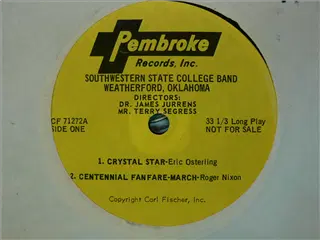 Pembroke
Records, Inc.
SOUTHWESTERN STATE COLLEGE BAND
WEATHERFORD, OKLAHOMA
DIRECTORS:
DR. JAMES JURRENS
MR. TERRY SEGRESS
CF 71272A 33 1/3 Long Play
SIDE ONE NOT FOR SALE
1. CRYSTAL STAR-Eric Osterling
2. CENTENNIAL FANFARE-MARCH-Roger Nixon
Copyright Carl Fischer, Inc.